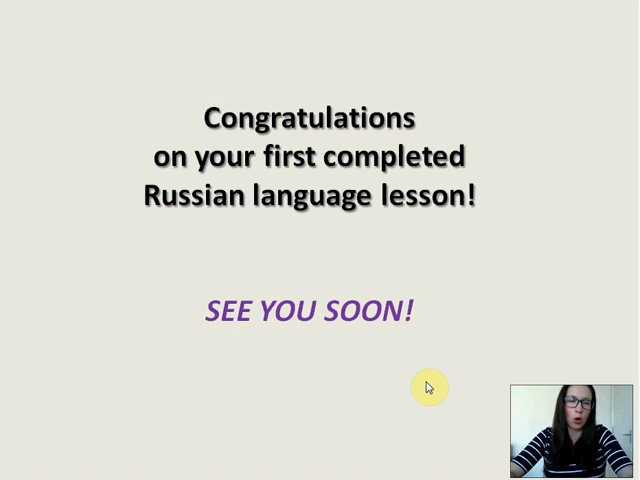 Congratulations
on your first completed
Russian language lesson!
SEE YOU SOON!